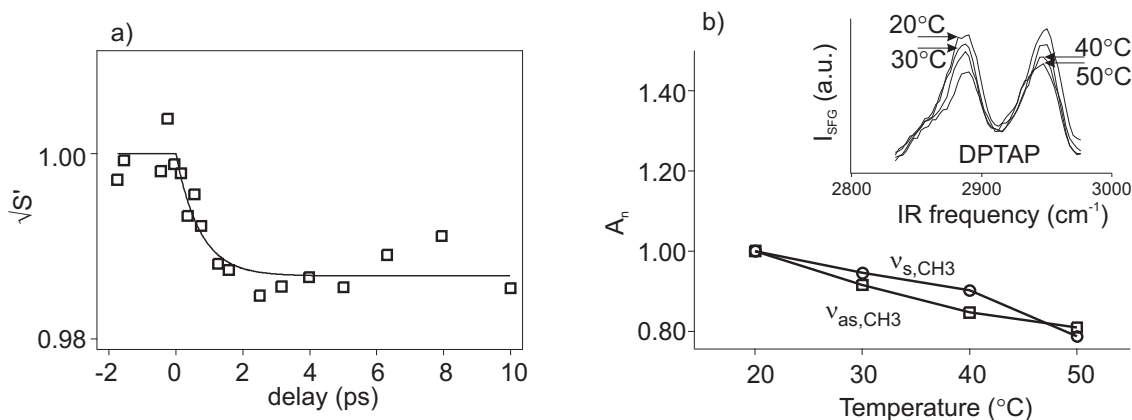 a)
1.00
0.98
√S'
-2 0 2 4 6 8 10
delay (ps)
b)
20°C
30°C
40°C
50°C
I_SFG (a.u.)
DPTAP
2800 2900 3000
IR frequency (cm⁻¹)
1.40
1.20
1.00
0.80
A_n
ν_s,CH3
ν_as,CH3
20 30 40 50
Temperature (°C)